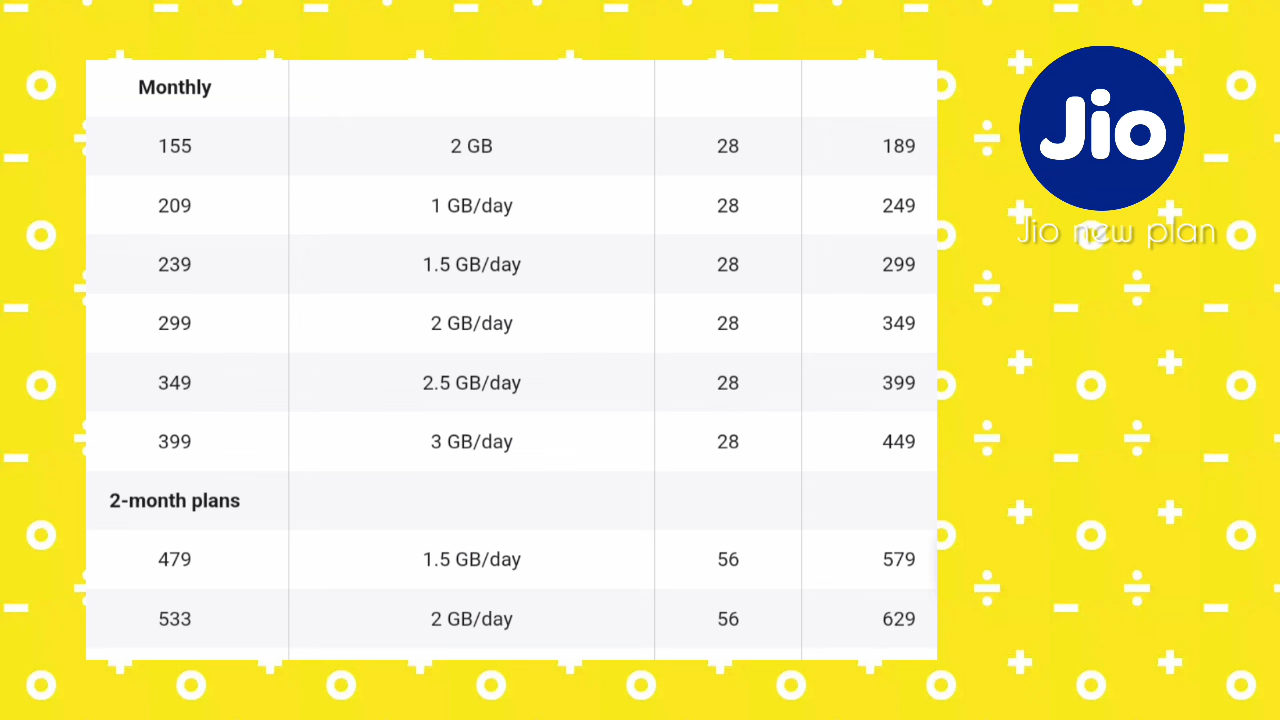 Monthly
155 2 GB 28 189
209 1 GB/day 28 249
239 1.5 GB/day 28 299
299 2 GB/day 28 349
349 2.5 GB/day 28 399
399 3 GB/day 28 449
2-month plans
479 1.5 GB/day 56 579
533 2 GB/day 56 629
Jio
Jio new plan